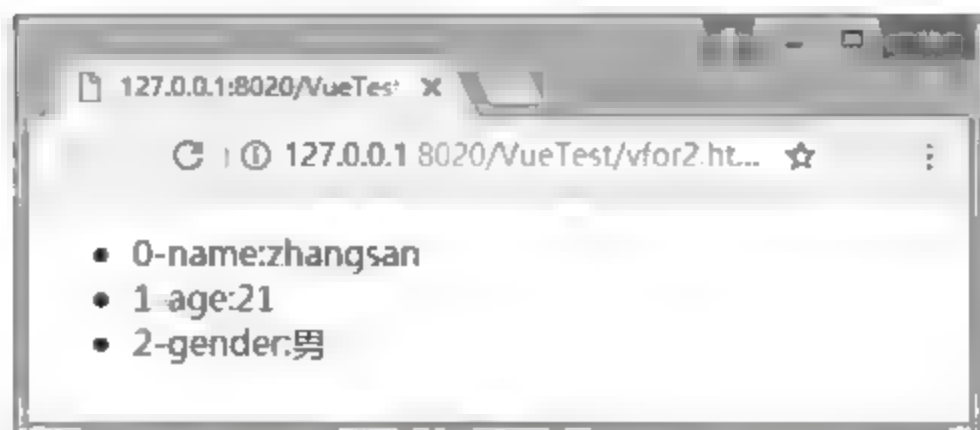 127.0.0.1:8020/VueTes
127.0.0.1 8020/VueTest/vfor2.ht...
0-name:zhangsan
1-age:21
2-gender:男